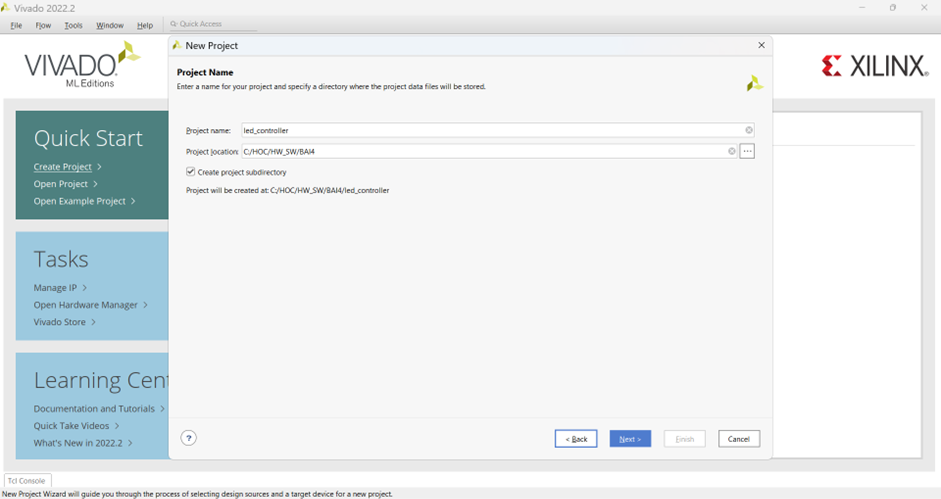 Vivado 2022.2
File Flow Tools Window Help Quick Access
VIVADO
ML Editions
XILINX
Quick Start
Create Project >
Open Project >
Open Example Project >
Tasks
Manage IP >
Open Hardware Manager >
Vivado Store >
Learning Cen
Documentation and Tutorials >
Quick Take Videos >
What's New in 2022.2 >
New Project
Project Name
Enter a name for your project and specify a directory where the project data files will be stored.
Project name: led_controller
Project location: C:/HOC/HW_SW/BAI4
Create project subdirectory
Project will be created at: C:/HOC/HW_SW/BAI4/led_controller
? < Back Next > Finish Cancel
Tcl Console
New Project Wizard will guide you through the process of selecting design sources and a target device for a new project.